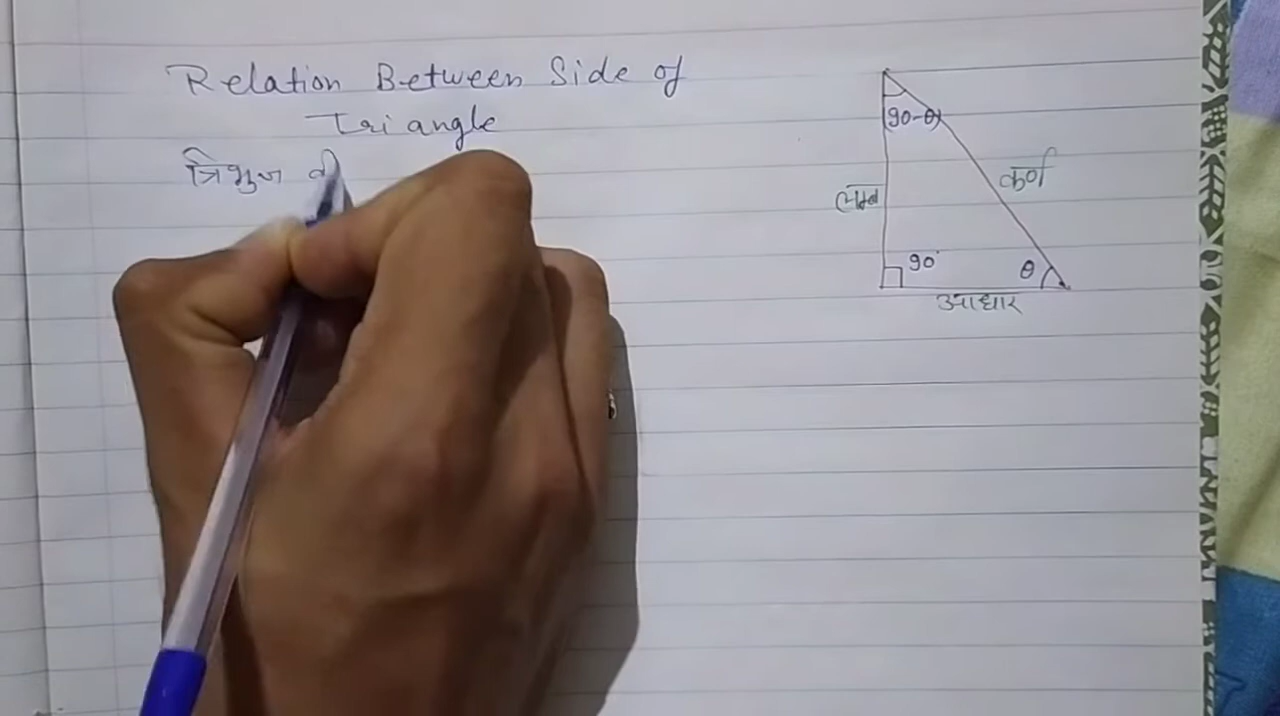 Relation Between Side of
Triangle
त्रिभुज की
(90-θ)
कर्ण
लम्ब
90°
θ
आधार